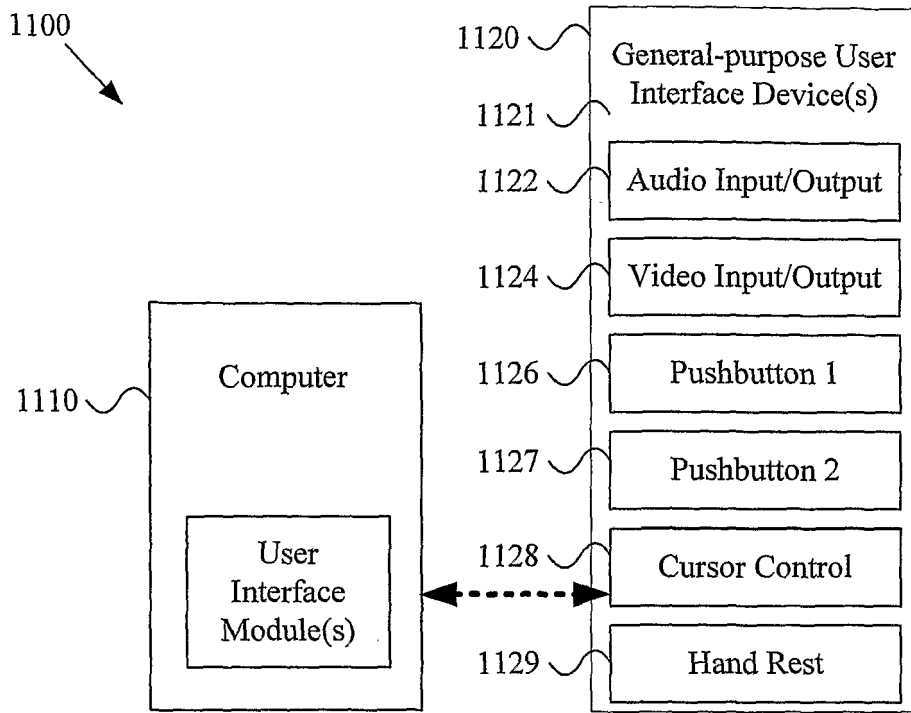 1100
1120
General-purpose User
Interface Device(s)
1121
1122
Audio Input/Output
1124
Video Input/Output
1126
Pushbutton 1
1127
Pushbutton 2
1128
Cursor Control
1129
Hand Rest
1110
Computer
User
Interface
Module(s)